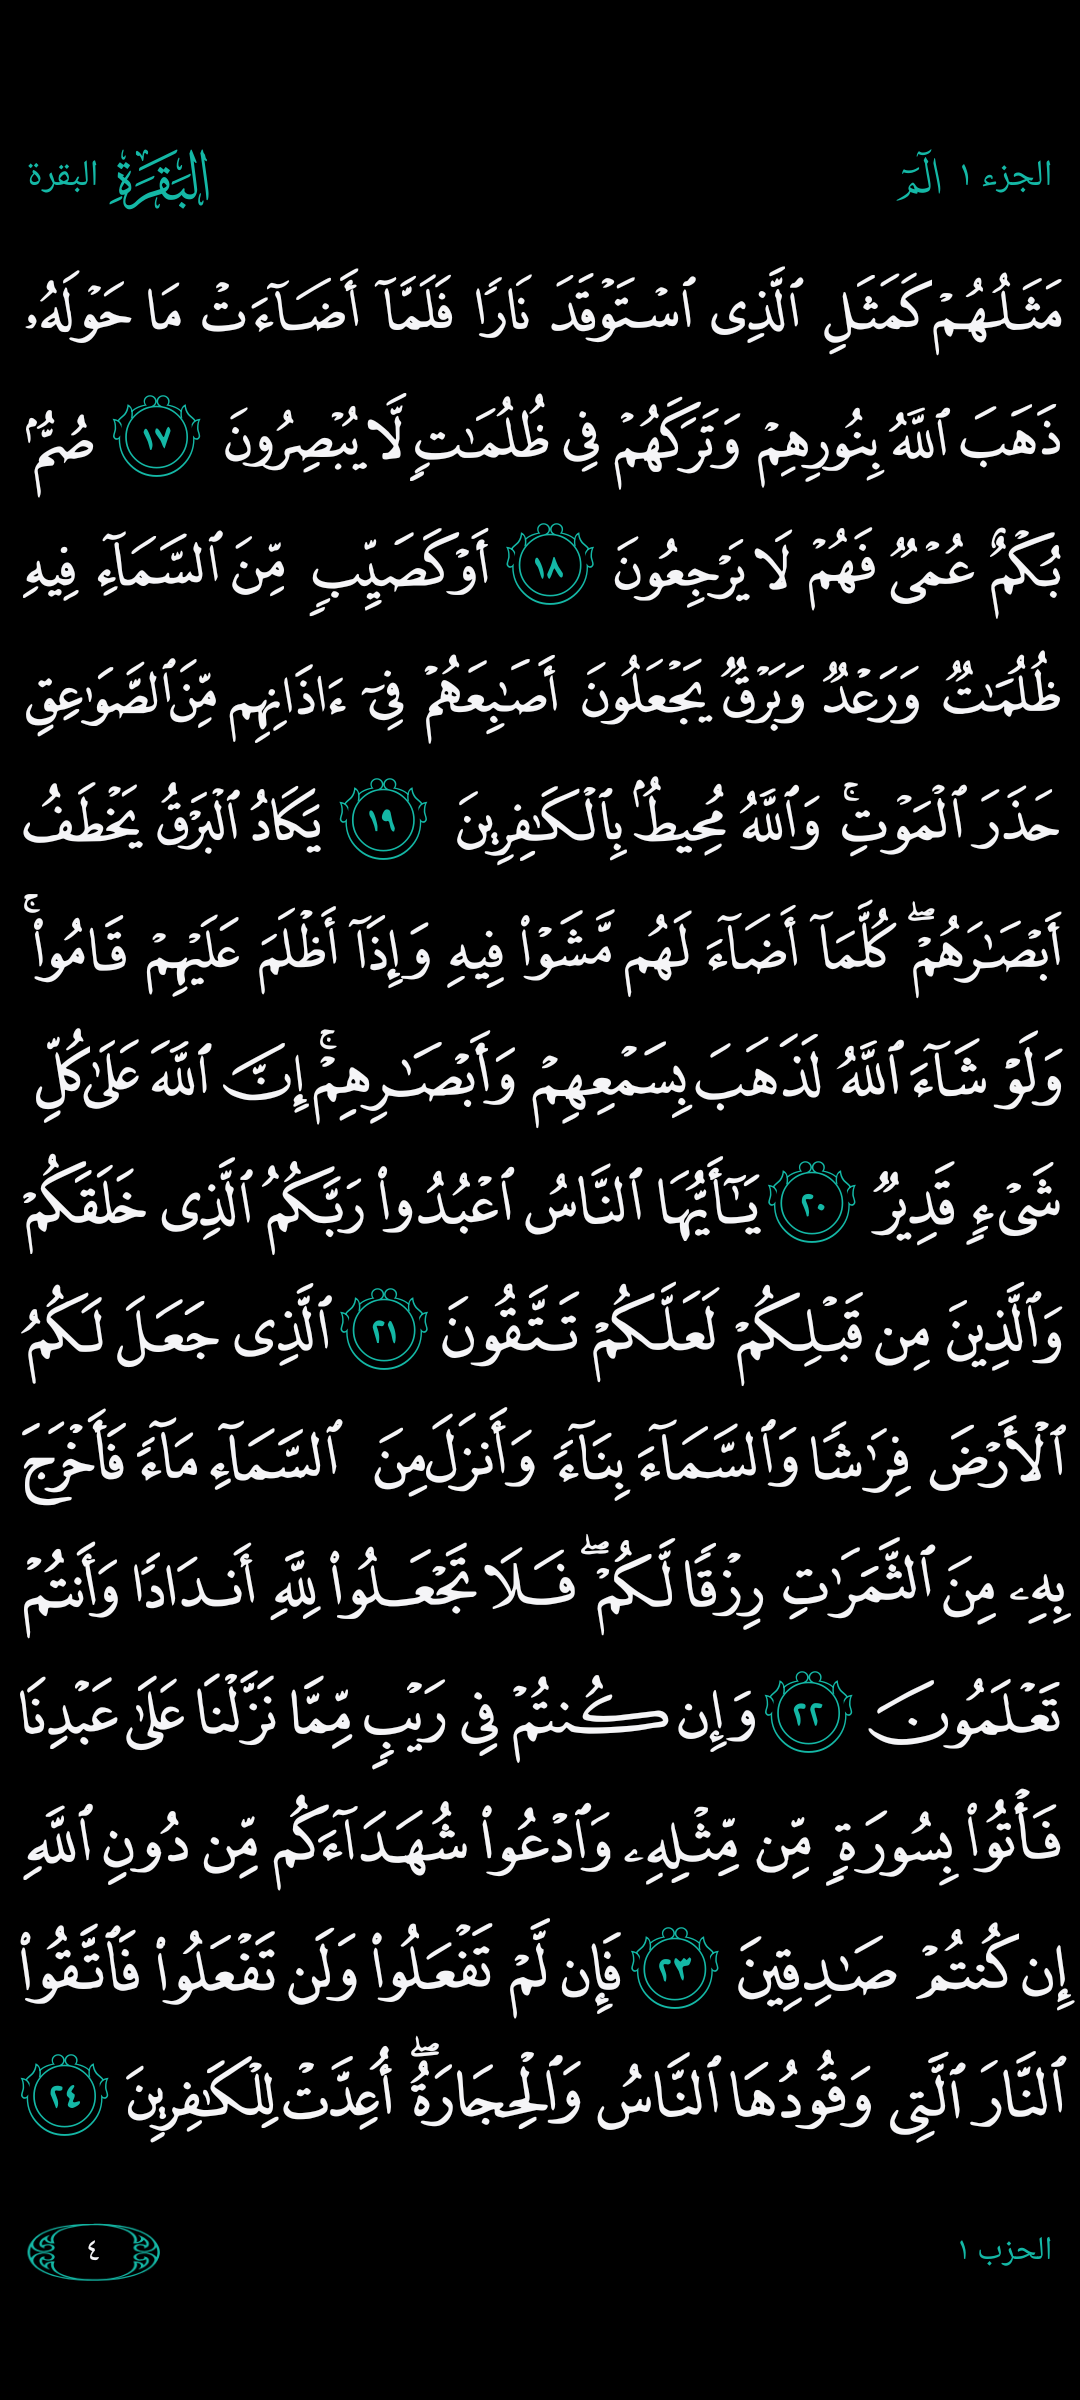 الجزء ١ الٓمٓ البقرة البقرة
مَثَلُهُمۡ كَمَثَلِ ٱلَّذِى ٱسۡتَوۡقَدَ نَارًا فَلَمَّآ أَضَآءَتۡ مَا حَوۡلَهُۥ
ذَهَبَ ٱللَّهُ بِنُورِهِمۡ وَتَرَكَهُمۡ فِى ظُلُمَٰتٍ لَّا يُبۡصِرُونَ ١٧ صُمُّۢ
بُكۡمٌ عُمۡىٌ فَهُمۡ لَا يَرۡجِعُونَ ١٨ أَوۡ كَصَيِّبٍ مِّنَ ٱلسَّمَآءِ فِيهِ
ظُلُمَٰتٌ وَرَعۡدٌ وَبَرۡقٌ يَجۡعَلُونَ أَصَٰبِعَهُمۡ فِىٓ ءَاذَانِهِم مِّنَ ٱلصَّوَٰعِقِ
حَذَرَ ٱلۡمَوۡتِۚ وَٱللَّهُ مُحِيطُۢ بِٱلۡكَٰفِرِينَ ١٩ يَكَادُ ٱلۡبَرۡقُ يَخۡطَفُ
أَبۡصَٰرَهُمۡۖ كُلَّمَآ أَضَآءَ لَهُم مَّشَوۡاْ فِيهِ وَإِذَآ أَظۡلَمَ عَلَيۡهِمۡ قَامُواْۚ
وَلَوۡ شَآءَ ٱللَّهُ لَذَهَبَ بِسَمۡعِهِمۡ وَأَبۡصَٰرِهِمۡۚ إِنَّ ٱللَّهَ عَلَىٰ كُلِّ
شَىۡءٍ قَدِيرٌ ٢٠ يَٰٓأَيُّهَا ٱلنَّاسُ ٱعۡبُدُواْ رَبَّكُمُ ٱلَّذِى خَلَقَكُمۡ
وَٱلَّذِينَ مِن قَبۡلِكُمۡ لَعَلَّكُمۡ تَتَّقُونَ ٢١ ٱلَّذِى جَعَلَ لَكُمُ
ٱلۡأَرۡضَ فِرَٰشًا وَٱلسَّمَآءَ بِنَآءً وَأَنزَلَ مِنَ ٱلسَّمَآءِ مَآءً فَأَخۡرَجَ
بِهِۦ مِنَ ٱلثَّمَرَٰتِ رِزۡقًا لَّكُمۡۖ فَلَا تَجۡعَلُواْ لِلَّهِ أَندَادًا وَأَنتُمۡ
تَعۡلَمُونَ ٢٢ وَإِن كُنتُمۡ فِى رَيۡبٍ مِّمَّا نَزَّلۡنَا عَلَىٰ عَبۡدِنَا
فَأۡتُواْ بِسُورَةٍ مِّن مِّثۡلِهِۦ وَٱدۡعُواْ شُهَدَآءَكُم مِّن دُونِ ٱللَّهِ
إِن كُنتُمۡ صَٰدِقِينَ ٢٣ فَإِن لَّمۡ تَفۡعَلُواْ وَلَن تَفۡعَلُواْ فَٱتَّقُواْ
ٱلنَّارَ ٱلَّتِى وَقُودُهَا ٱلنَّاسُ وَٱلۡحِجَارَةُۖ أُعِدَّتۡ لِلۡكَٰفِرِينَ ٢٤
الحزب ١ ٤